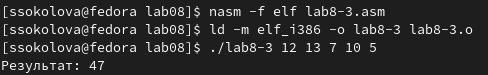 [ssokolova@fedora lab08]$ nasm -f elf lab8-3.asm
[ssokolova@fedora lab08]$ ld -m elf_i386 -o lab8-3 lab8-3.o
[ssokolova@fedora lab08]$ ./lab8-3 12 13 7 10 5
Результат: 47